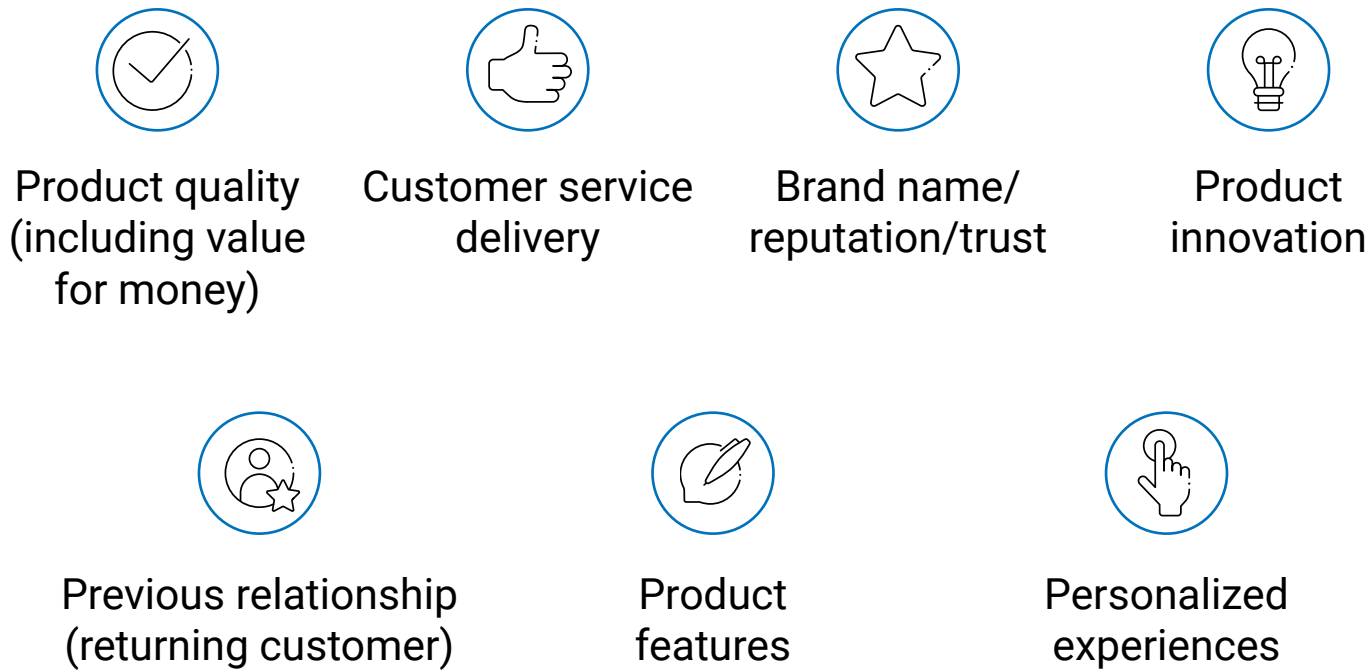 Product quality
(including value
for money)
Customer service
delivery
Brand name/
reputation/trust
Product
innovation
Previous relationship
(returning customer)
Product
features
Personalized
experiences